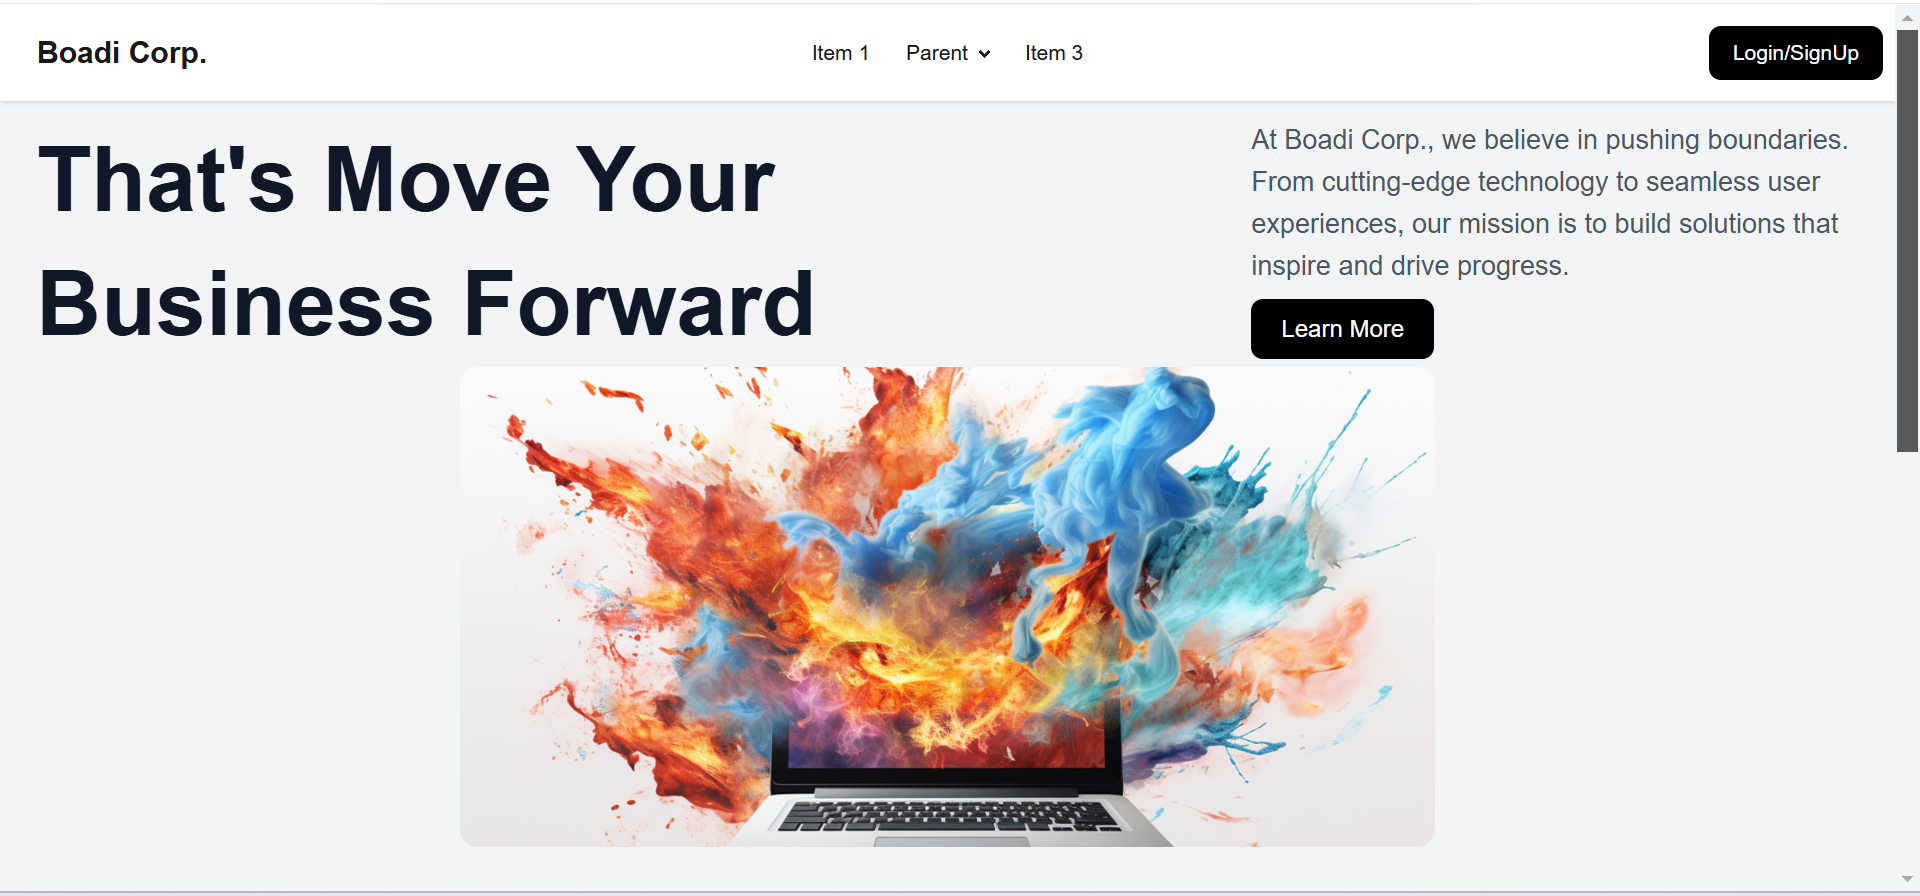 Boadi Corp.
Item 1
Parent
Item 3
Login/SignUp
That's Move Your
Business Forward
At Boadi Corp., we believe in pushing boundaries.
From cutting-edge technology to seamless user
experiences, our mission is to build solutions that
inspire and drive progress.
Learn More